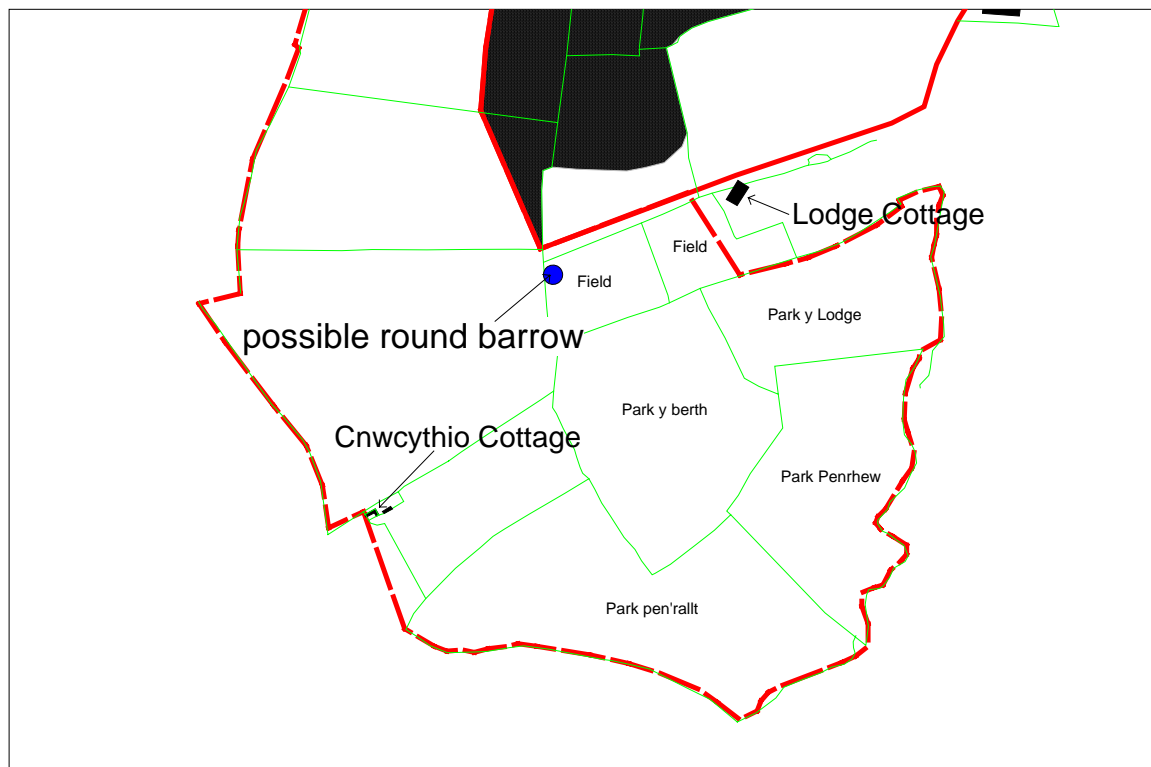 Lodge Cottage
Field
Field
Park y Lodge
possible round barrow
Park y berth
Cnwcythio Cottage
Park Penrhew
Park pen'rallt